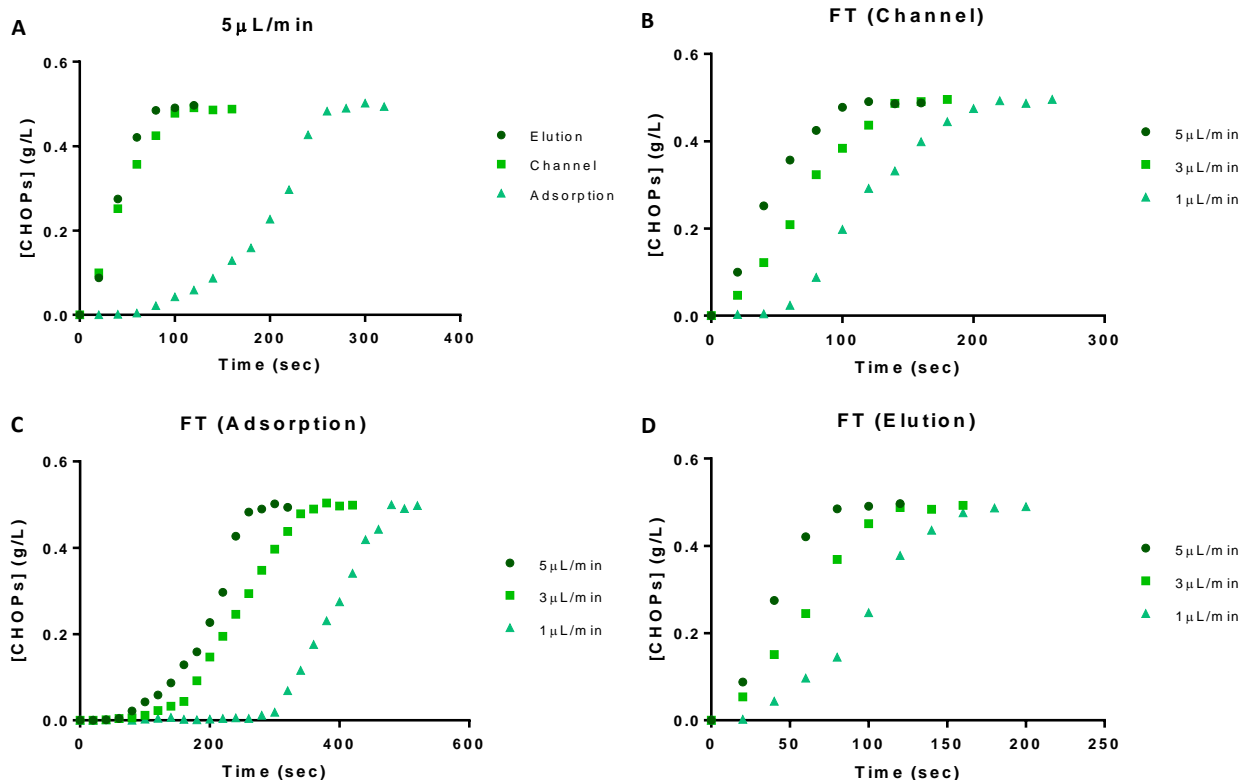 A
5μL/min
[CHOPs] (g/L)
0.6
0.4
0.2
0.0
0 100 200 300 400
Time (sec)
Elution
Channel
Adsorption
B
FT (Channel)
[CHOPs] (g/L)
0.6
0.4
0.2
0.0
0 100 200 300
Time (sec)
5μL/min
3μL/min
1μL/min
C
FT (Adsorption)
[CHOPs] (g/L)
0.6
0.4
0.2
0.0
0 200 400 600
Time (sec)
5μL/min
3μL/min
1μL/min
D
FT (Elution)
[CHOPs] (g/L)
0.6
0.4
0.2
0.0
0 50 100 150 200 250
Time (sec)
5μL/min
3μL/min
1μL/min